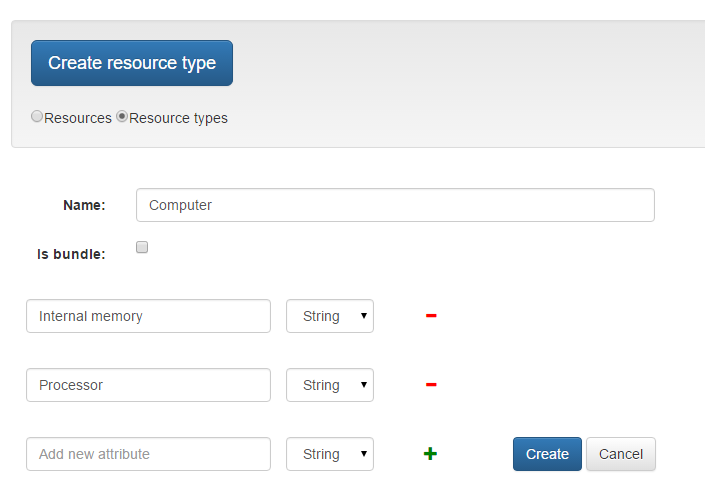 Create resource type
Resources Resource types
Name: Computer
Is bundle:
Internal memory String
Processor String
Add new attribute String Create Cancel